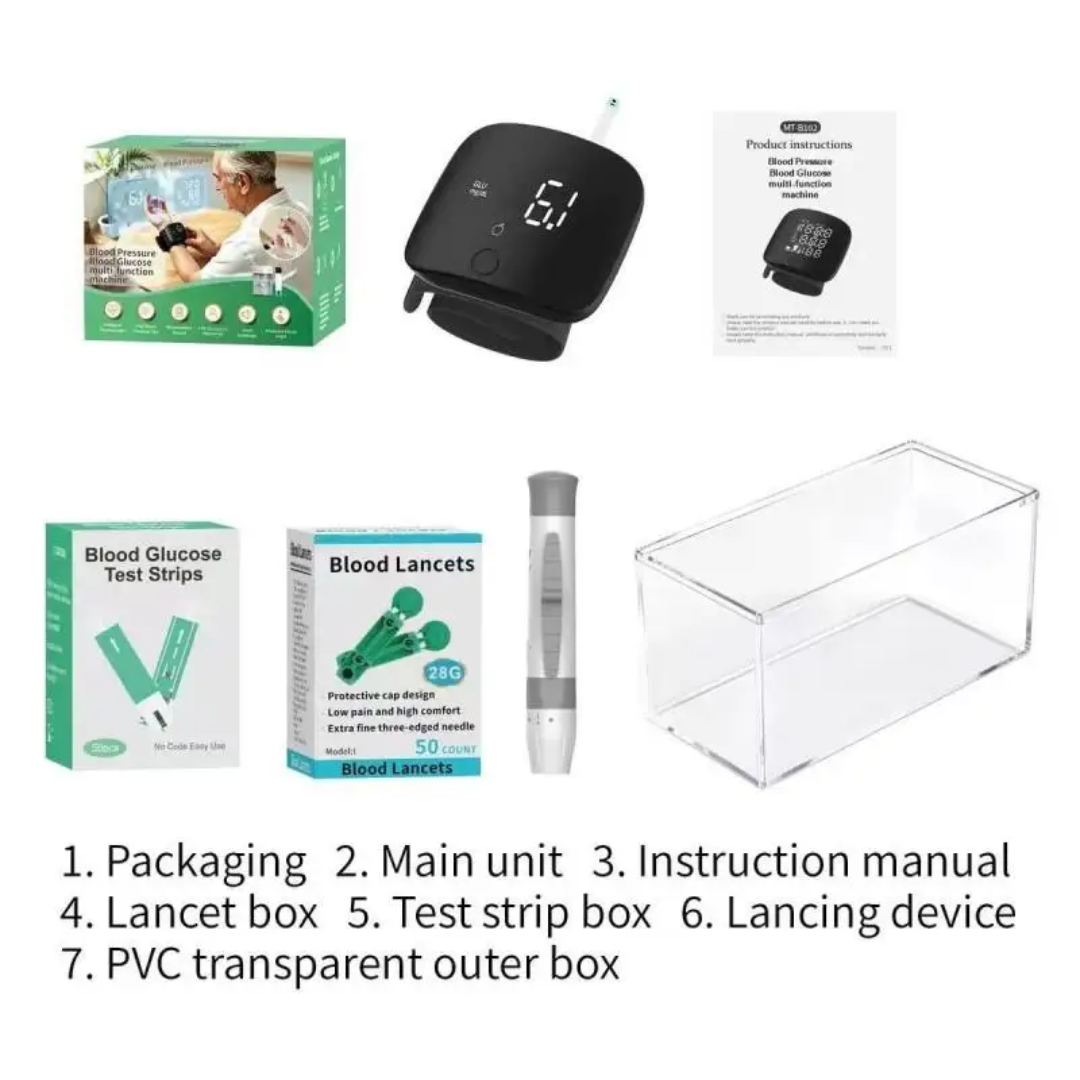 Blood Pressure
Blood Glucose
multi-function
machine
GLU
6.1
MT-B162
Product instructions
Blood Pressure
Blood Glucose
multi-function
machine
Blood Glucose
Test Strips
50pcs
No Code Easy Use
Blood Lancets
28G
Protective cap design
Low pain and high comfort
Extra fine three-edged needle
Model:I
50 COUNT
Blood Lancets
1. Packaging 2. Main unit 3. Instruction manual
4. Lancet box 5. Test strip box 6. Lancing device
7. PVC transparent outer box